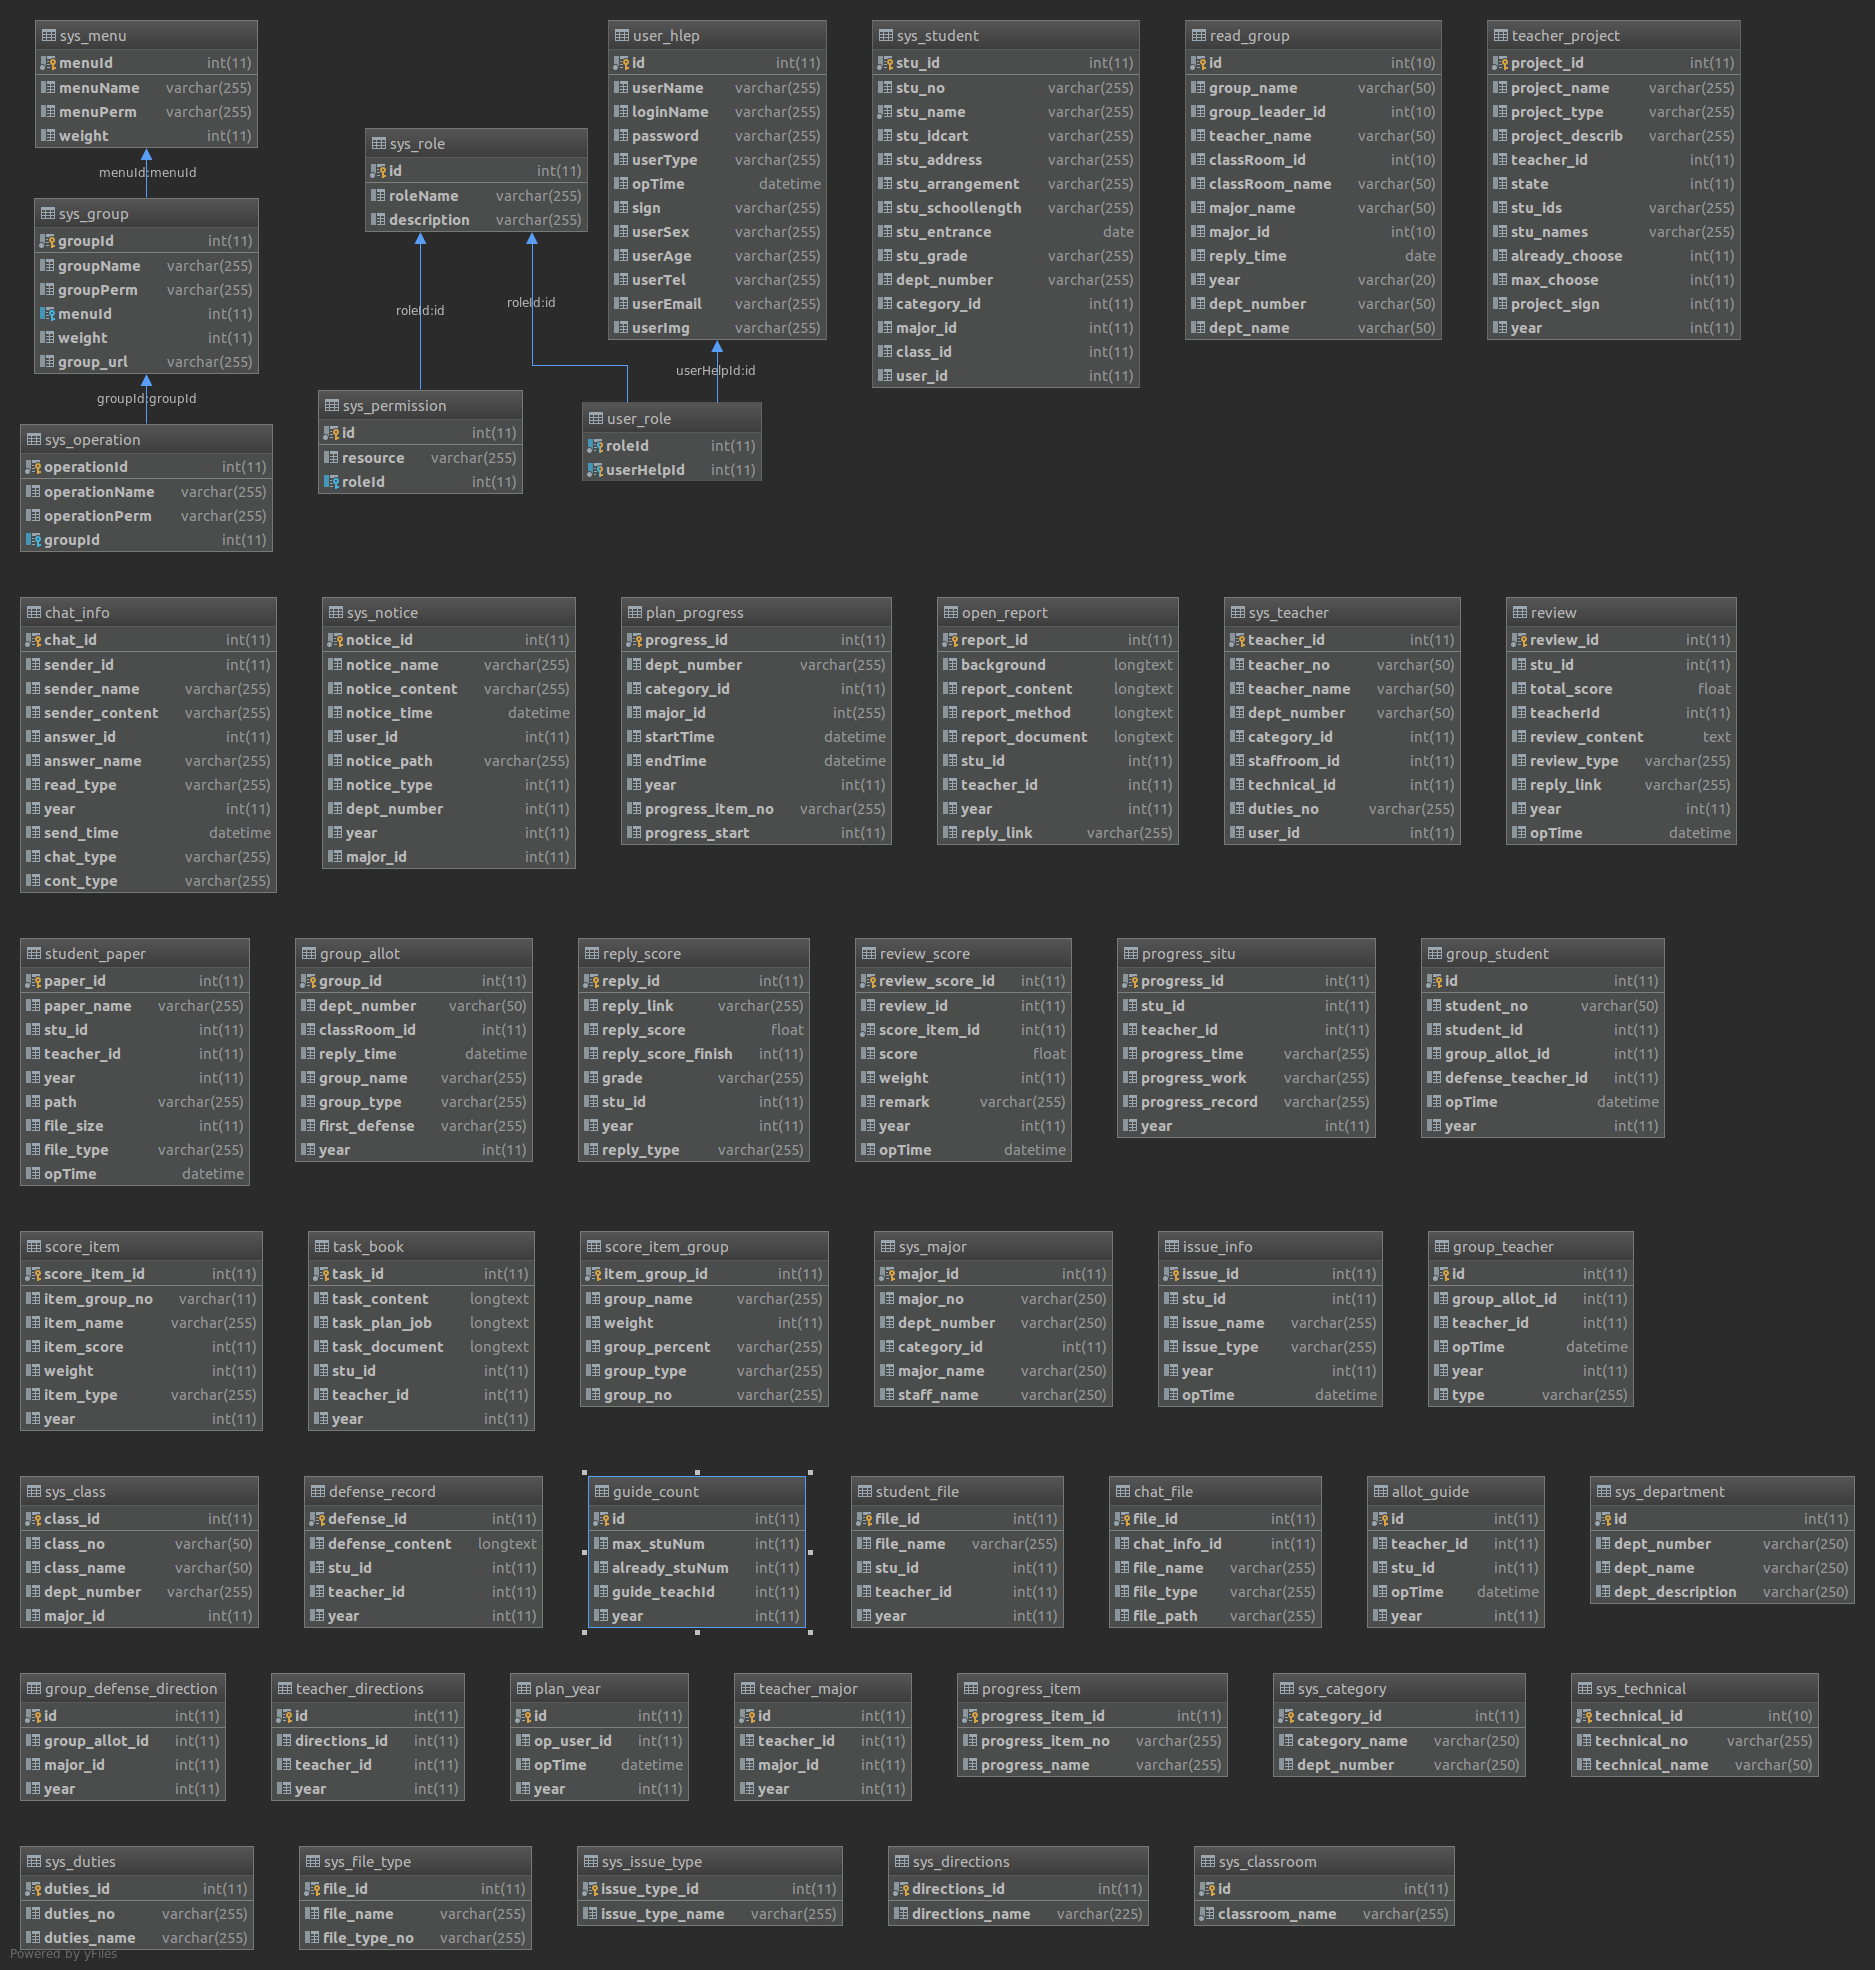 sys_menu
menuId int(11)
menuName varchar(255)
menuPerm varchar(255)
weight int(11)
menuId:menuId
sys_group
groupId int(11)
groupName varchar(255)
groupPerm varchar(255)
menuId int(11)
weight int(11)
group_url varchar(255)
groupId:groupId
sys_operation
operationId int(11)
operationName varchar(255)
operationPerm varchar(255)
groupId int(11)
sys_role
id int(11)
roleName varchar(255)
description varchar(255)
roleId:id
roleId:id
sys_permission
id int(11)
resource varchar(255)
roleId int(11)
user_hlep
id int(11)
userName varchar(255)
loginName varchar(255)
password varchar(255)
userType varchar(255)
opTime datetime
sign varchar(255)
userSex varchar(255)
userAge varchar(255)
userTel varchar(255)
userEmail varchar(255)
userImg varchar(255)
userHelpId:id
user_role
roleId int(11)
userHelpId int(11)
sys_student
stu_id int(11)
stu_no varchar(255)
stu_name varchar(255)
stu_idcart varchar(255)
stu_address varchar(255)
stu_arrangement varchar(255)
stu_schoollength varchar(255)
stu_entrance date
stu_grade varchar(255)
dept_number varchar(255)
category_id int(11)
major_id int(11)
class_id int(11)
user_id int(11)
read_group
id int(10)
group_name varchar(50)
group_leader_id int(10)
teacher_name varchar(50)
classRoom_id int(10)
classRoom_name varchar(50)
major_name varchar(50)
major_id int(10)
reply_time date
year varchar(20)
dept_number varchar(50)
dept_name varchar(50)
teacher_project
project_id int(11)
project_name varchar(255)
project_type varchar(255)
project_describ varchar(255)
teacher_id int(11)
state int(11)
stu_ids varchar(255)
stu_names varchar(255)
already_choose int(11)
max_choose int(11)
project_sign int(11)
year int(11)
chat_info
chat_id int(11)
sender_id int(11)
sender_name varchar(255)
sender_content varchar(255)
answer_id int(11)
answer_name varchar(255)
read_type varchar(255)
year int(11)
send_time datetime
chat_type varchar(255)
cont_type varchar(255)
sys_notice
notice_id int(11)
notice_name varchar(255)
notice_content varchar(255)
notice_time datetime
user_id int(11)
notice_path varchar(255)
notice_type int(11)
dept_number int(11)
year int(11)
major_id int(11)
plan_progress
progress_id int(11)
dept_number varchar(255)
category_id int(11)
major_id int(255)
startTime datetime
endTime datetime
year int(11)
progress_item_no varchar(255)
progress_start int(11)
open_report
report_id int(11)
background longtext
report_content longtext
report_method longtext
report_document longtext
stu_id int(11)
teacher_id int(11)
year int(11)
reply_link varchar(255)
sys_teacher
teacher_id int(11)
teacher_no varchar(50)
teacher_name varchar(50)
dept_number varchar(50)
category_id int(11)
staffroom_id int(11)
technical_id int(11)
duties_no varchar(255)
user_id int(11)
review
review_id int(11)
stu_id int(11)
total_score float
teacherId int(11)
review_content text
review_type varchar(255)
reply_link varchar(255)
year int(11)
opTime datetime
student_paper
paper_id int(11)
paper_name varchar(255)
stu_id int(11)
teacher_id int(11)
year int(11)
path varchar(255)
file_size int(11)
file_type varchar(255)
opTime datetime
group_allot
group_id int(11)
dept_number varchar(50)
classRoom_id int(11)
reply_time datetime
group_name varchar(255)
group_type varchar(255)
first_defense varchar(255)
year int(11)
reply_score
reply_id int(11)
reply_link varchar(255)
reply_score float
reply_score_finish int(11)
grade varchar(255)
stu_id int(11)
year int(11)
reply_type varchar(255)
review_score
review_score_id int(11)
review_id int(11)
score_item_id int(11)
score float
weight int(11)
remark varchar(255)
year int(11)
opTime datetime
progress_situ
progress_id int(11)
stu_id int(11)
teacher_id int(11)
progress_time varchar(255)
progress_work varchar(255)
progress_record varchar(255)
year int(11)
group_student
id int(11)
student_no varchar(50)
student_id int(11)
group_allot_id int(11)
defense_teacher_id int(11)
opTime datetime
year int(11)
score_item
score_item_id int(11)
item_group_no varchar(11)
item_name varchar(255)
item_score int(11)
weight int(11)
item_type varchar(255)
year int(11)
task_book
task_id int(11)
task_content longtext
task_plan_job longtext
task_document longtext
stu_id int(11)
teacher_id int(11)
year int(11)
score_item_group
item_group_id int(11)
group_name varchar(255)
weight int(11)
group_percent varchar(255)
group_type varchar(255)
group_no varchar(255)
sys_major
major_id int(11)
major_no varchar(250)
dept_number varchar(250)
category_id int(11)
major_name varchar(250)
staff_name varchar(250)
issue_info
issue_id int(11)
stu_id int(11)
issue_name varchar(255)
issue_type varchar(255)
year int(11)
opTime datetime
group_teacher
id int(11)
group_allot_id int(11)
teacher_id int(11)
opTime datetime
year int(11)
type varchar(255)
sys_class
class_id int(11)
class_no varchar(50)
class_name varchar(50)
dept_number varchar(255)
major_id int(11)
defense_record
defense_id int(11)
defense_content longtext
stu_id int(11)
teacher_id int(11)
year int(11)
guide_count
id int(11)
max_stuNum int(11)
already_stuNum int(11)
guide_teachId int(11)
year int(11)
student_file
file_id int(11)
file_name varchar(255)
stu_id int(11)
teacher_id int(11)
year int(11)
chat_file
file_id int(11)
chat_info_id int(11)
file_name varchar(255)
file_type varchar(255)
file_path varchar(255)
allot_guide
id int(11)
teacher_id int(11)
stu_id int(11)
opTime datetime
year int(11)
sys_department
id int(11)
dept_number varchar(250)
dept_name varchar(250)
dept_description varchar(250)
group_defense_direction
id int(11)
group_allot_id int(11)
major_id int(11)
year int(11)
teacher_directions
id int(11)
directions_id int(11)
teacher_id int(11)
year int(11)
plan_year
id int(11)
op_user_id int(11)
opTime datetime
year int(11)
teacher_major
id int(11)
teacher_id int(11)
major_id int(11)
year int(11)
progress_item
progress_item_id int(11)
progress_item_no varchar(255)
progress_name varchar(255)
sys_category
category_id int(11)
category_name varchar(250)
dept_number varchar(250)
sys_technical
technical_id int(10)
technical_no varchar(255)
technical_name varchar(50)
sys_duties
duties_id int(11)
duties_no varchar(255)
duties_name varchar(255)
sys_file_type
file_id int(11)
file_name varchar(255)
file_type_no varchar(255)
sys_issue_type
issue_type_id int(11)
issue_type_name varchar(255)
sys_directions
directions_id int(11)
directions_name varchar(225)
sys_classroom
id int(11)
classroom_name varchar(255)
Powered by yFiles